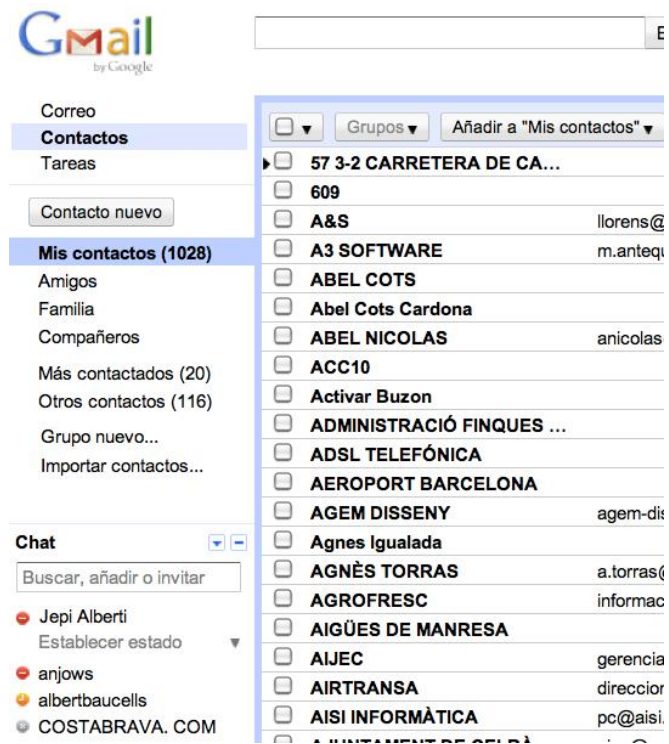 Gmail
by Google
Correo
Contactos
Tareas
Contacto nuevo
Mis contactos (1028)
Amigos
Familia
Compañeros
Más contactados (20)
Otros contactos (116)
Grupo nuevo...
Importar contactos...
Chat
Buscar, añadir o invitar
Jepi Alberti
Establecer estado
anjows
albertbaucells
COSTABRAVA. COM
Grupos Añadir a "Mis contactos"
57 3-2 CARRETERA DE CA...
609
A&S llorens@
A3 SOFTWARE m.antequ
ABEL COTS
Abel Cots Cardona
ABEL NICOLAS anicolas
ACC10
Activar Buzon
ADMINISTRACIÓ FINQUES ...
ADSL TELEFÓNICA
AEROPORT BARCELONA
AGEM DISSENY agem-dis
Agnes Igualada
AGNÈS TORRAS a.torras@
AGROFRESC informac
AIGÜES DE MANRESA
AIJEC gerencia
AIRTRANSA direccion
AISI INFORMÀTICA pc@aisi.